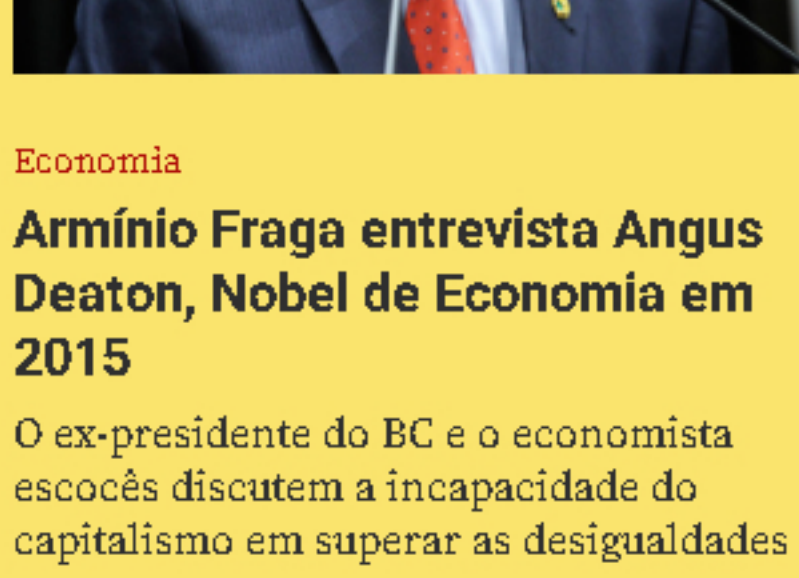 Economia
Armínio Fraga entrevista Angus
Deaton, Nobel de Economia em
2015
O ex-presidente do BC e o economista
escocês discutem a incapacidade do
capitalismo em superar as desigualdades